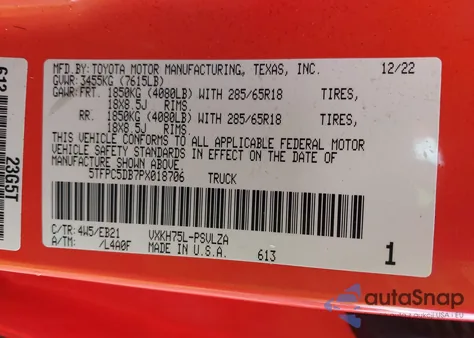 MFD.BY:TOYOTA MOTOR MANUFACTURING, TEXAS, INC. 12/22
GVWR:3455KG (7615LB)
GAWR:FRT. 1850KG (4080LB) WITH 285/65R18 TIRES,
18X8.5J RIMS.
RR. 1850KG (4080LB) WITH 285/65R18 TIRES,
18X8.5J RIMS.
THIS VEHICLE CONFORMS TO ALL APPLICABLE FEDERAL MOTOR
VEHICLE SAFETY STANDARDS IN EFFECT ON THE DATE OF
MANUFACTURE SHOWN ABOVE.
5TFPC5DB7PX018706 TRUCK
C/TR:4W5/EB21 VXKH75L-PSVLZA
A/TM: /L4A0F MADE IN U.S.A. 613 1
612
23G5T
autoSnap